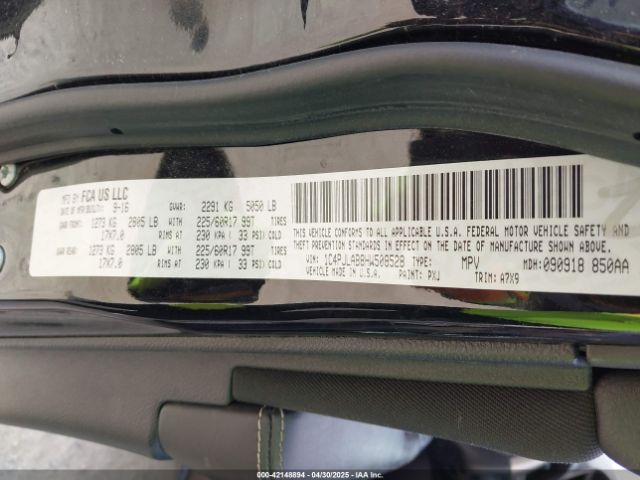 MFD BY: FCA US LLC
DATE OF MFR (BUILT): 9-16 GVWR: 2291 KG 5050 LB
GAWR FRONT: 1273 KG 2805 LB WITH 225/60R17 99T TIRES
17X7.0 RIMS AT 230 KPA ( 33 PSI ) COLD
GAWR REAR: 1273 KG 2805 LB WITH 225/60R17 99T TIRES
17X7.0 RIMS AT 230 KPA ( 33 PSI ) COLD
THIS VEHICLE CONFORMS TO ALL APPLICABLE U.S.A. FEDERAL MOTOR VEHICLE SAFETY AND
THEFT PREVENTION STANDARDS IN EFFECT ON THE DATE OF MANUFACTURE SHOWN ABOVE.
VIN: 1C4PJLAB8HW508528 TYPE: MPV MDH: 090918 850AA
VEHICLE MADE IN U.S.A. PAINT: PXJ TRIM: A7X9
000-42148894 - 04/30/2025 - IAAI.COM